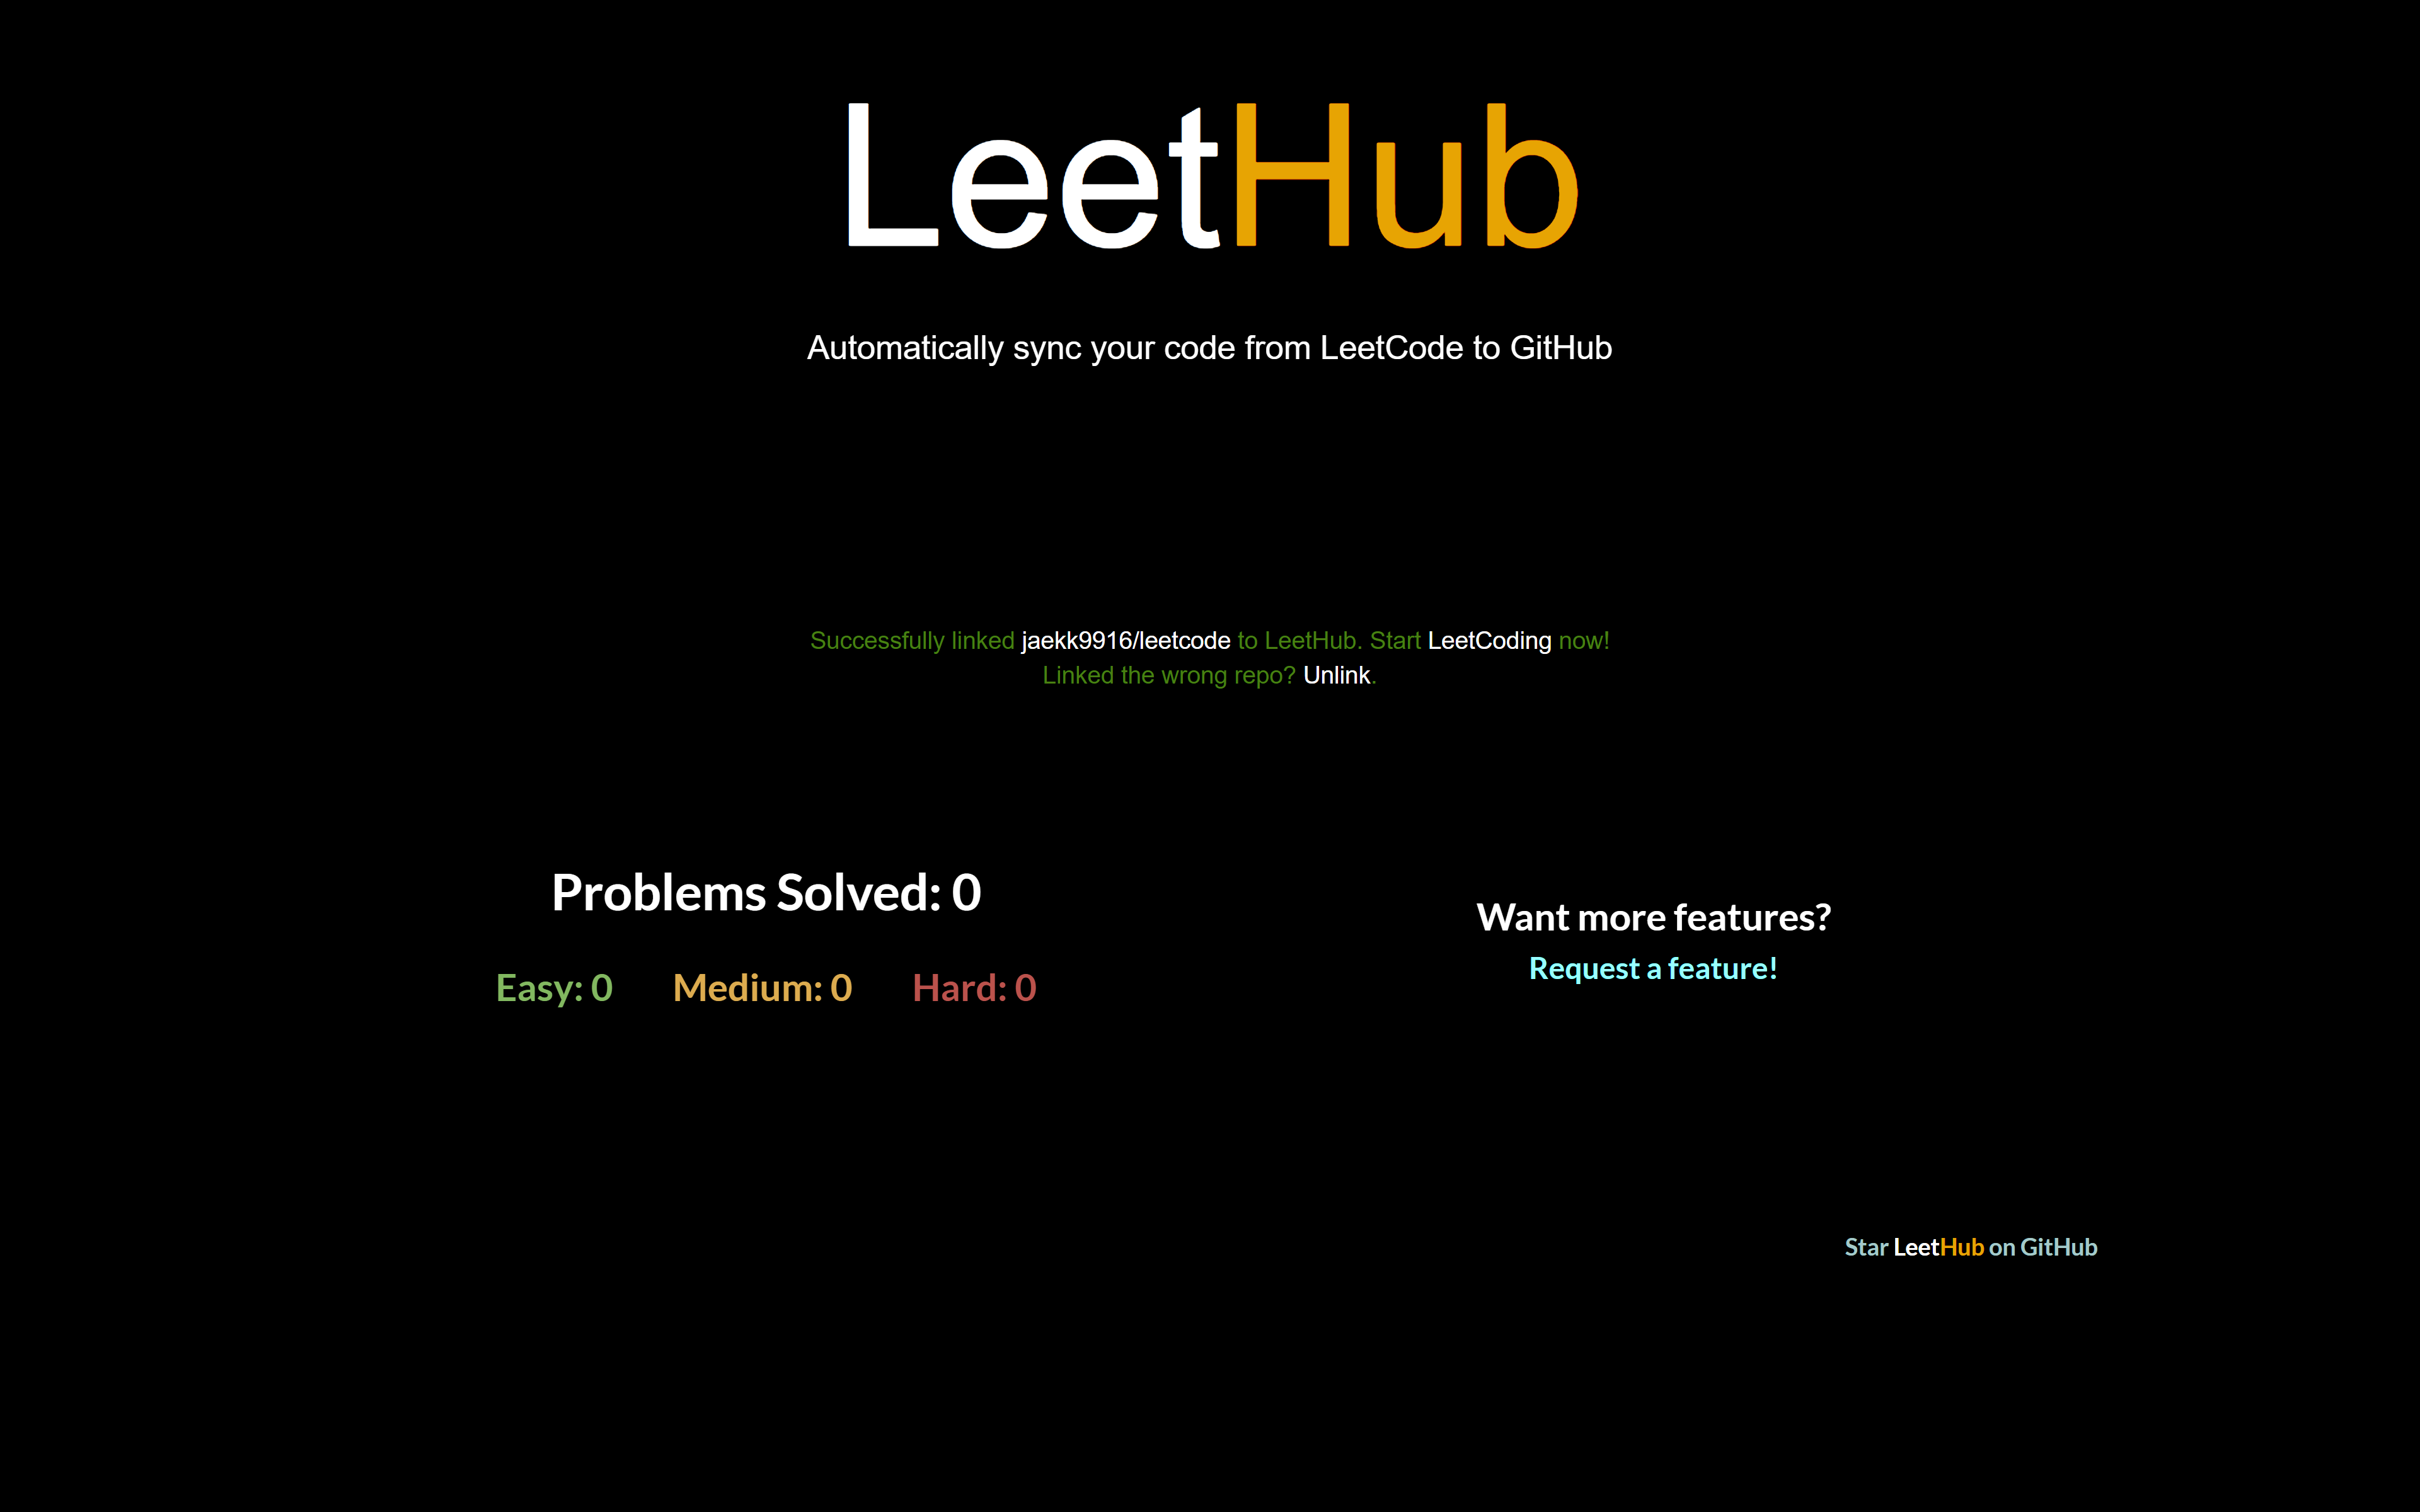 LeetHub
Automatically sync your code from LeetCode to GitHub
Successfully linked jaekk9916/leetcode to LeetHub. Start LeetCoding now!
Linked the wrong repo? Unlink.
Problems Solved: 0
Easy: 0 Medium: 0 Hard: 0
Want more features?
Request a feature!
Star LeetHub on GitHub